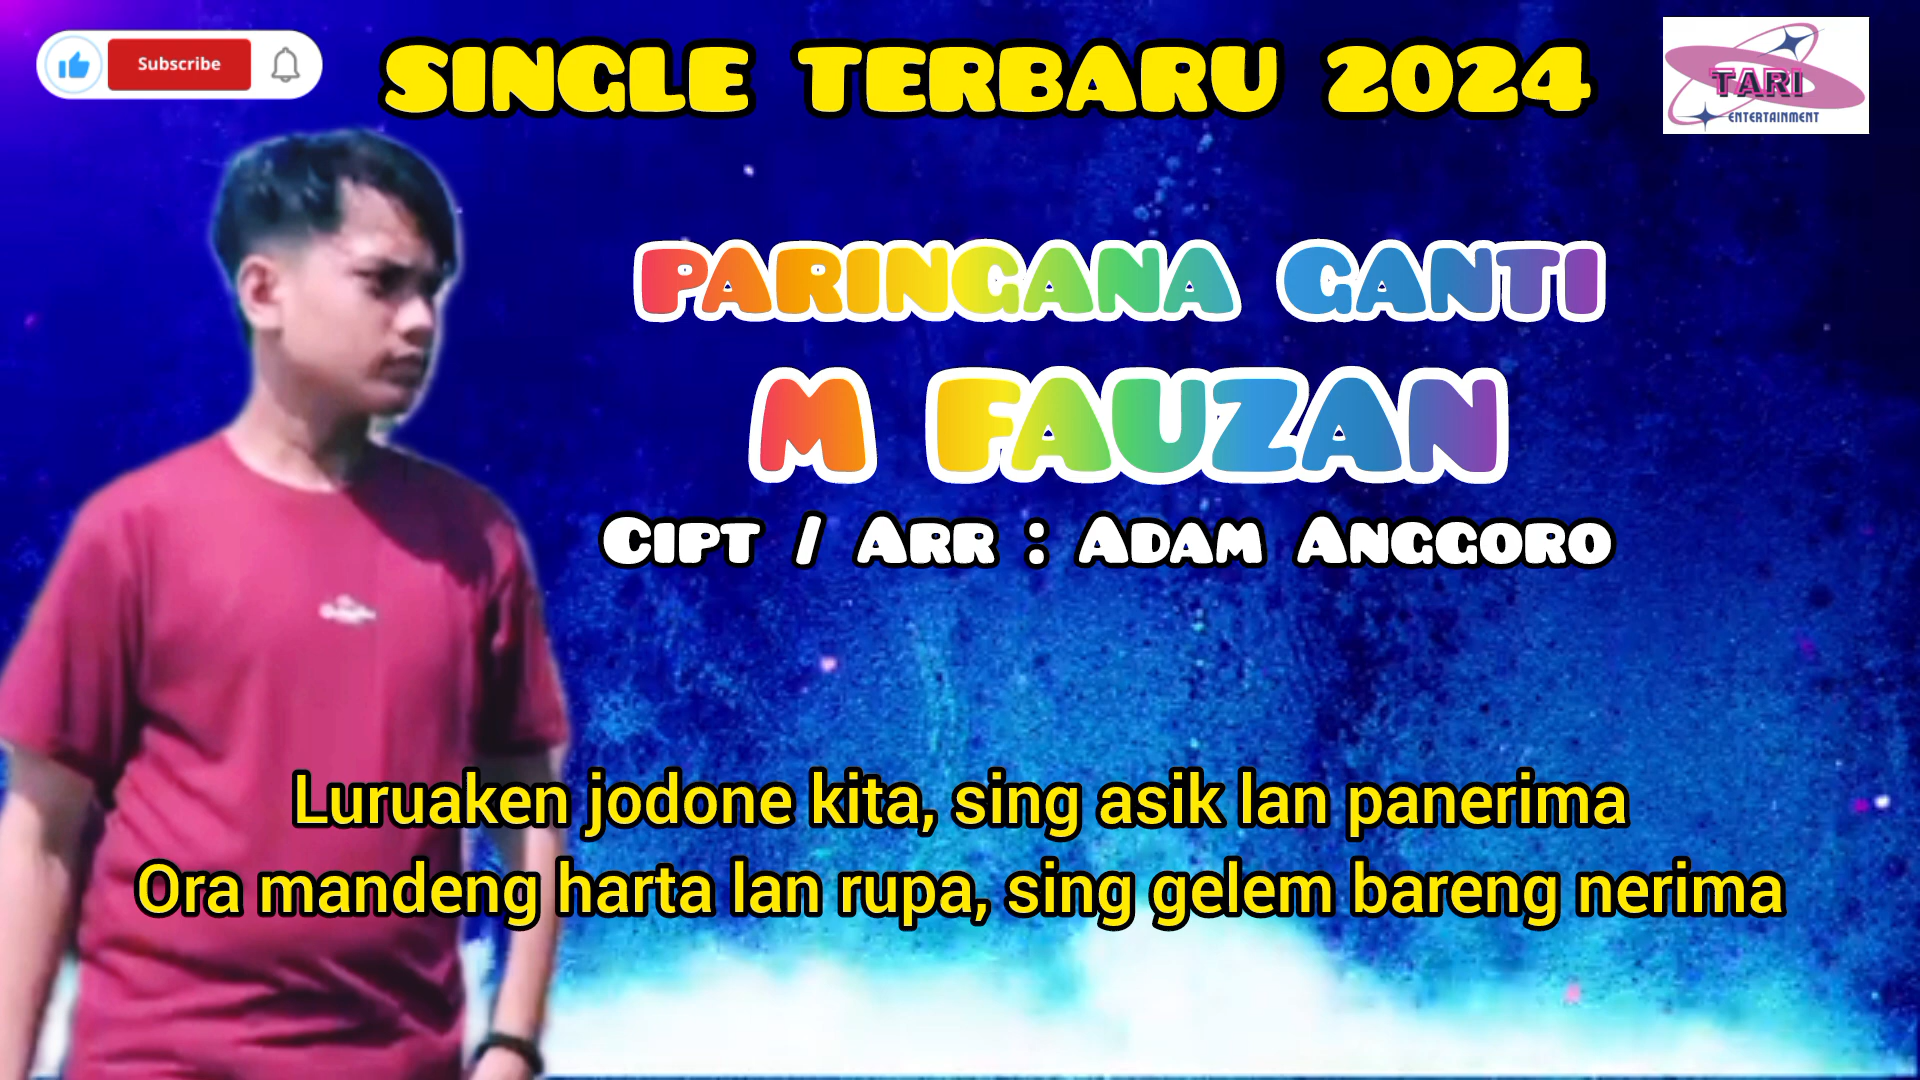 Subscribe
SINGLE TERBARU 2024
TARI
ENTERTAINMENT
PARINGANA GANTI
M FAUZAN
CIPT / ARR : ADAM ANGGORO
Luruaken jodone kita, sing asik lan panerima
Ora mandeng harta lan rupa, sing gelem bareng nerima